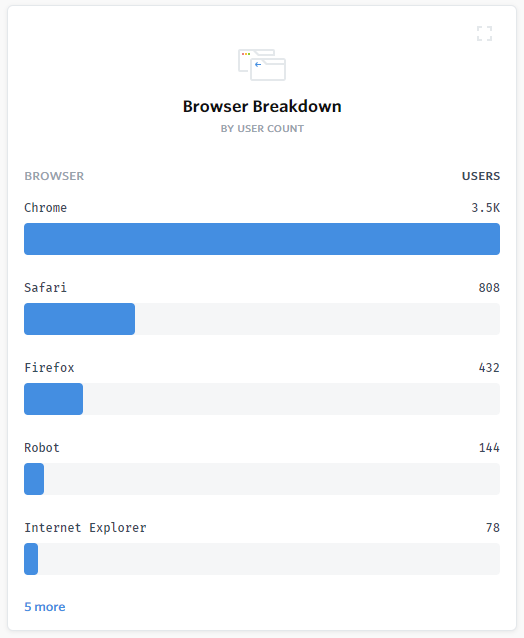 Browser Breakdown
BY USER COUNT
BROWSER USERS
Chrome 3.5K
Safari 808
Firefox 432
Robot 144
Internet Explorer 78
5 more